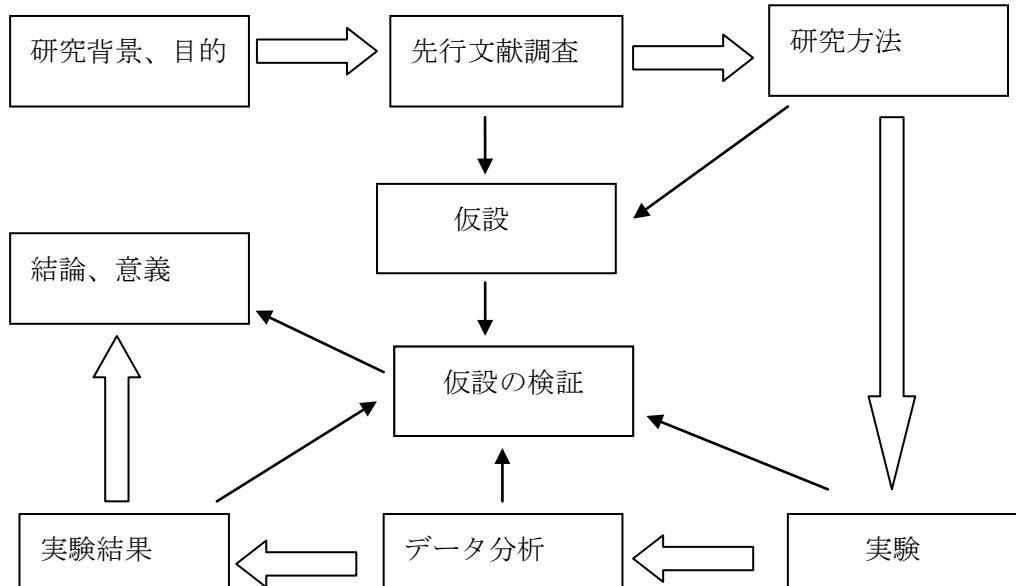 研究背景、目的
先行文献調査
研究方法
仮設
結論、意義
仮設の検証
実験結果
データ分析
実験